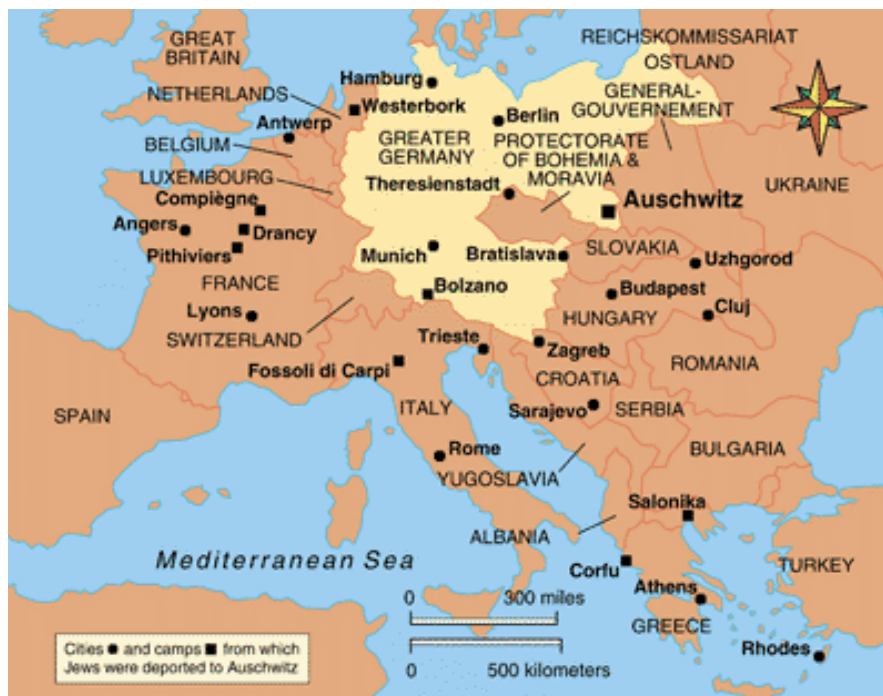 GREAT
BRITAIN
REICHSKOMMISSARIAT
OSTLAND
Hamburg
NETHERLANDS
Westerbork
GENERAL-
GOUVERNEMENT
Antwerp
Berlin
BELGIUM
GREATER
GERMANY
PROTECTORATE
OF BOHEMIA &
MORAVIA
LUXEMBOURG
Theresienstadt
UKRAINE
Compiègne
Auschwitz
Angers
Drancy
Pithiviers
Munich
Bratislava
SLOVAKIA
Uzhgorod
FRANCE
Bolzano
Budapest
Lyons
HUNGARY
Cluj
SWITZERLAND
Trieste
Zagreb
ROMANIA
Fossoli di Carpi
CROATIA
SPAIN
ITALY
Sarajevo
SERBIA
Rome
BULGARIA
YUGOSLAVIA
Salonika
ALBANIA
Mediterranean Sea
Corfu
TURKEY
Athens
GREECE
0 300 miles
Rhodes
0 500 kilometers
Cities ● and camps ■ from which
Jews were deported to Auschwitz